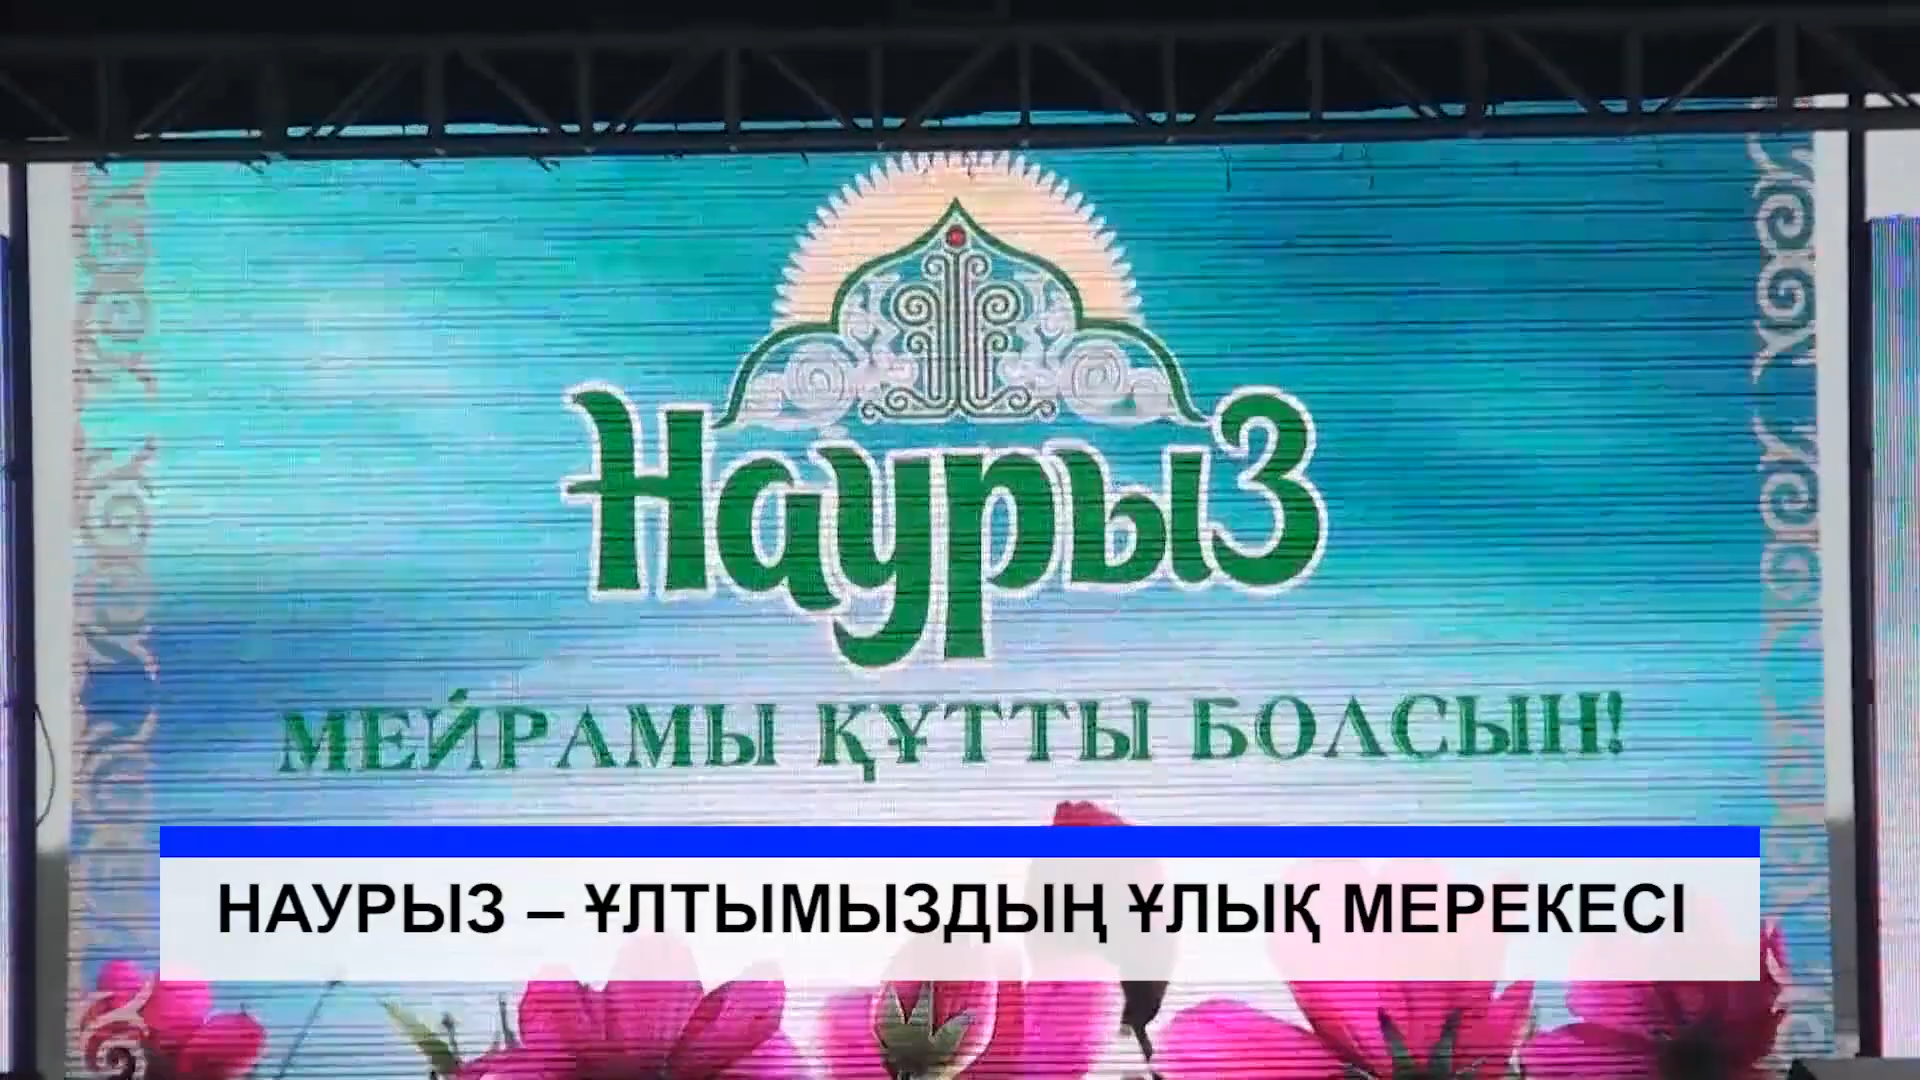 Наурыз
МЕЙРАМЫ ҚҰТТЫ БОЛСЫН!
НАУРЫЗ – ҰЛТЫМЫЗДЫҢ ҰЛЫҚ МЕРЕКЕСІ